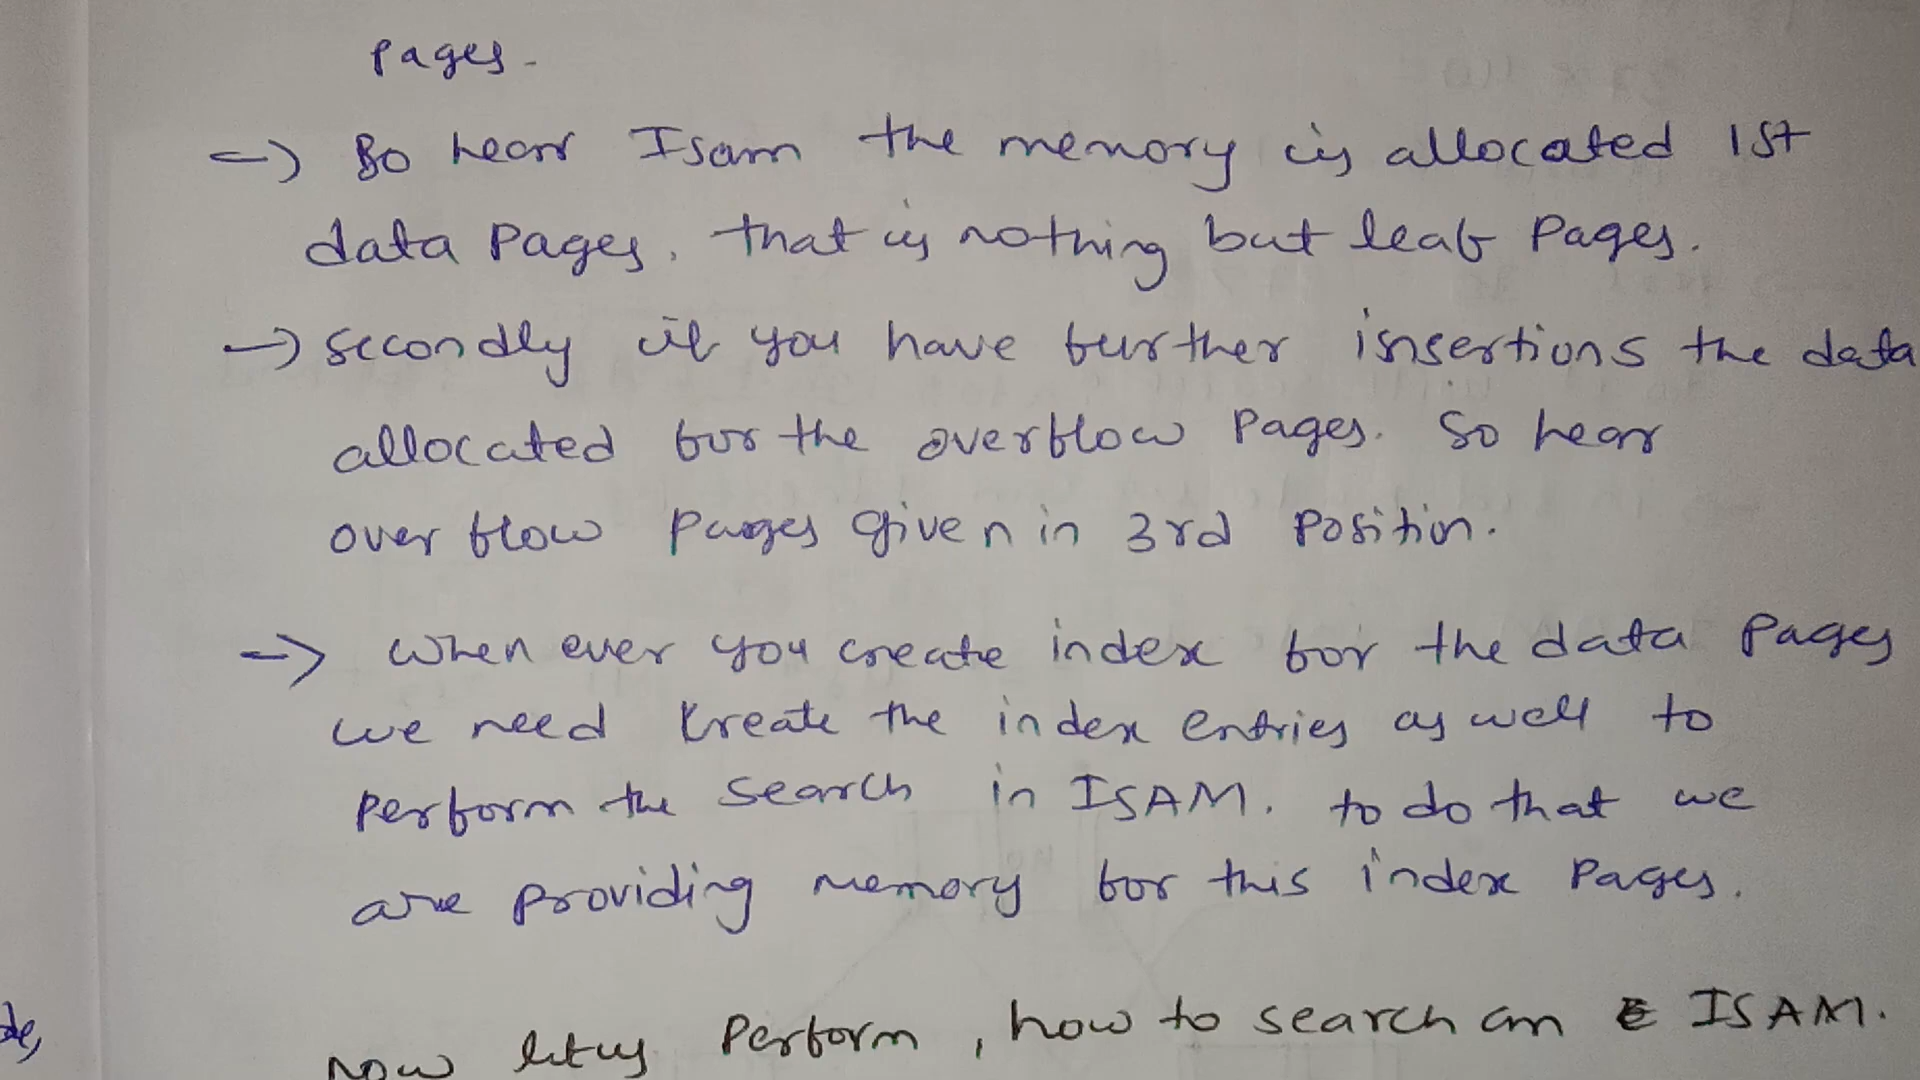 Pages.
→ So hear Isam the memory is allocated 1st
data Pages, that is nothing but leaf Pages.
→ secondly if you have further insertions the data
allocated for the overflow Pages. So hear
over flow Pages given in 3rd Position.
→ When ever you create index for the data Pages
we need kreate the index entries as well to
Perform the search in ISAM. to do that we
are providing memory for this index Pages.
Now let us Perform, how to search an ISAM.